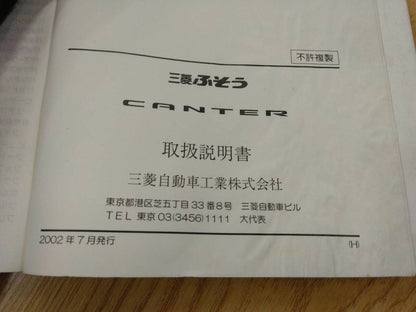 不許複製
三菱ふそう
CANTER
取扱説明書
三菱自動車工業株式会社
東京都港区芝五丁目33番8号 三菱自動車ビル
TEL 東京03(3456)1111 大代表
2002年7月発行
(H)